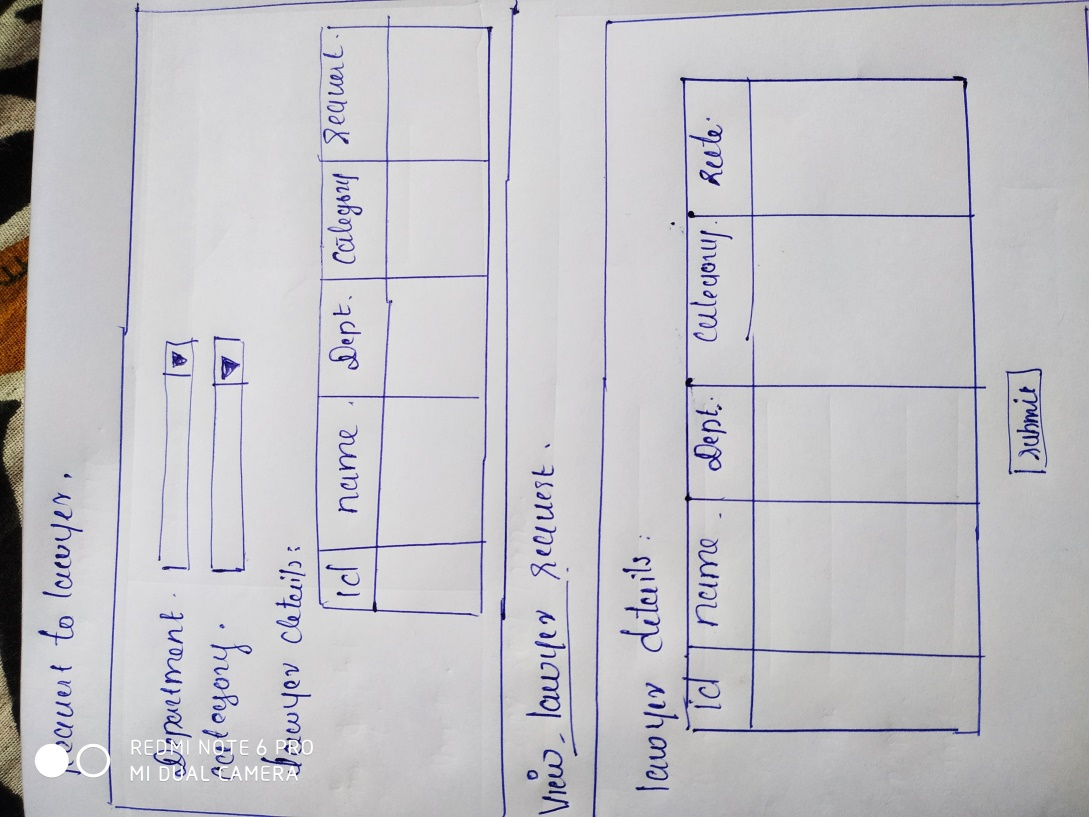 Request to lawyer,
Department.
category.
Lawyer details:
id name. Dept. Category Request.
View lawyer Request.
lawyer details:
id name. Dept. category.
submit
REDMI NOTE 6 PRO
MI DUAL CAMERA